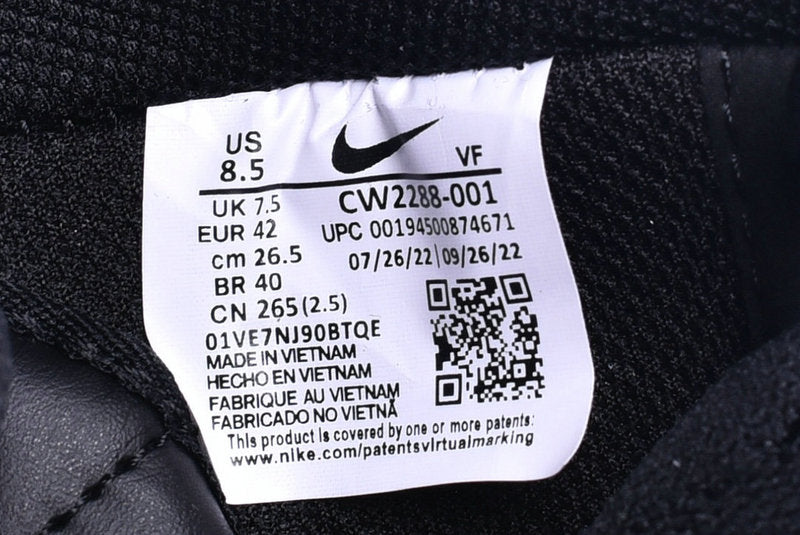 US
8.5
VF
UK 7.5
CW2288-001
EUR 42
UPC 00194500874671
cm 26.5
07/26/22|09/26/22
BR 40
CN 265(2.5)
01VE7NJ90BTQE
MADE IN VIETNAM
HECHO EN VIETNAM
FABRIQUE AU VIETNAM
FABRICADO NO VIETNÃ
This product is covered by one or more patents:
www.nike.com/patentsvirtualmarking